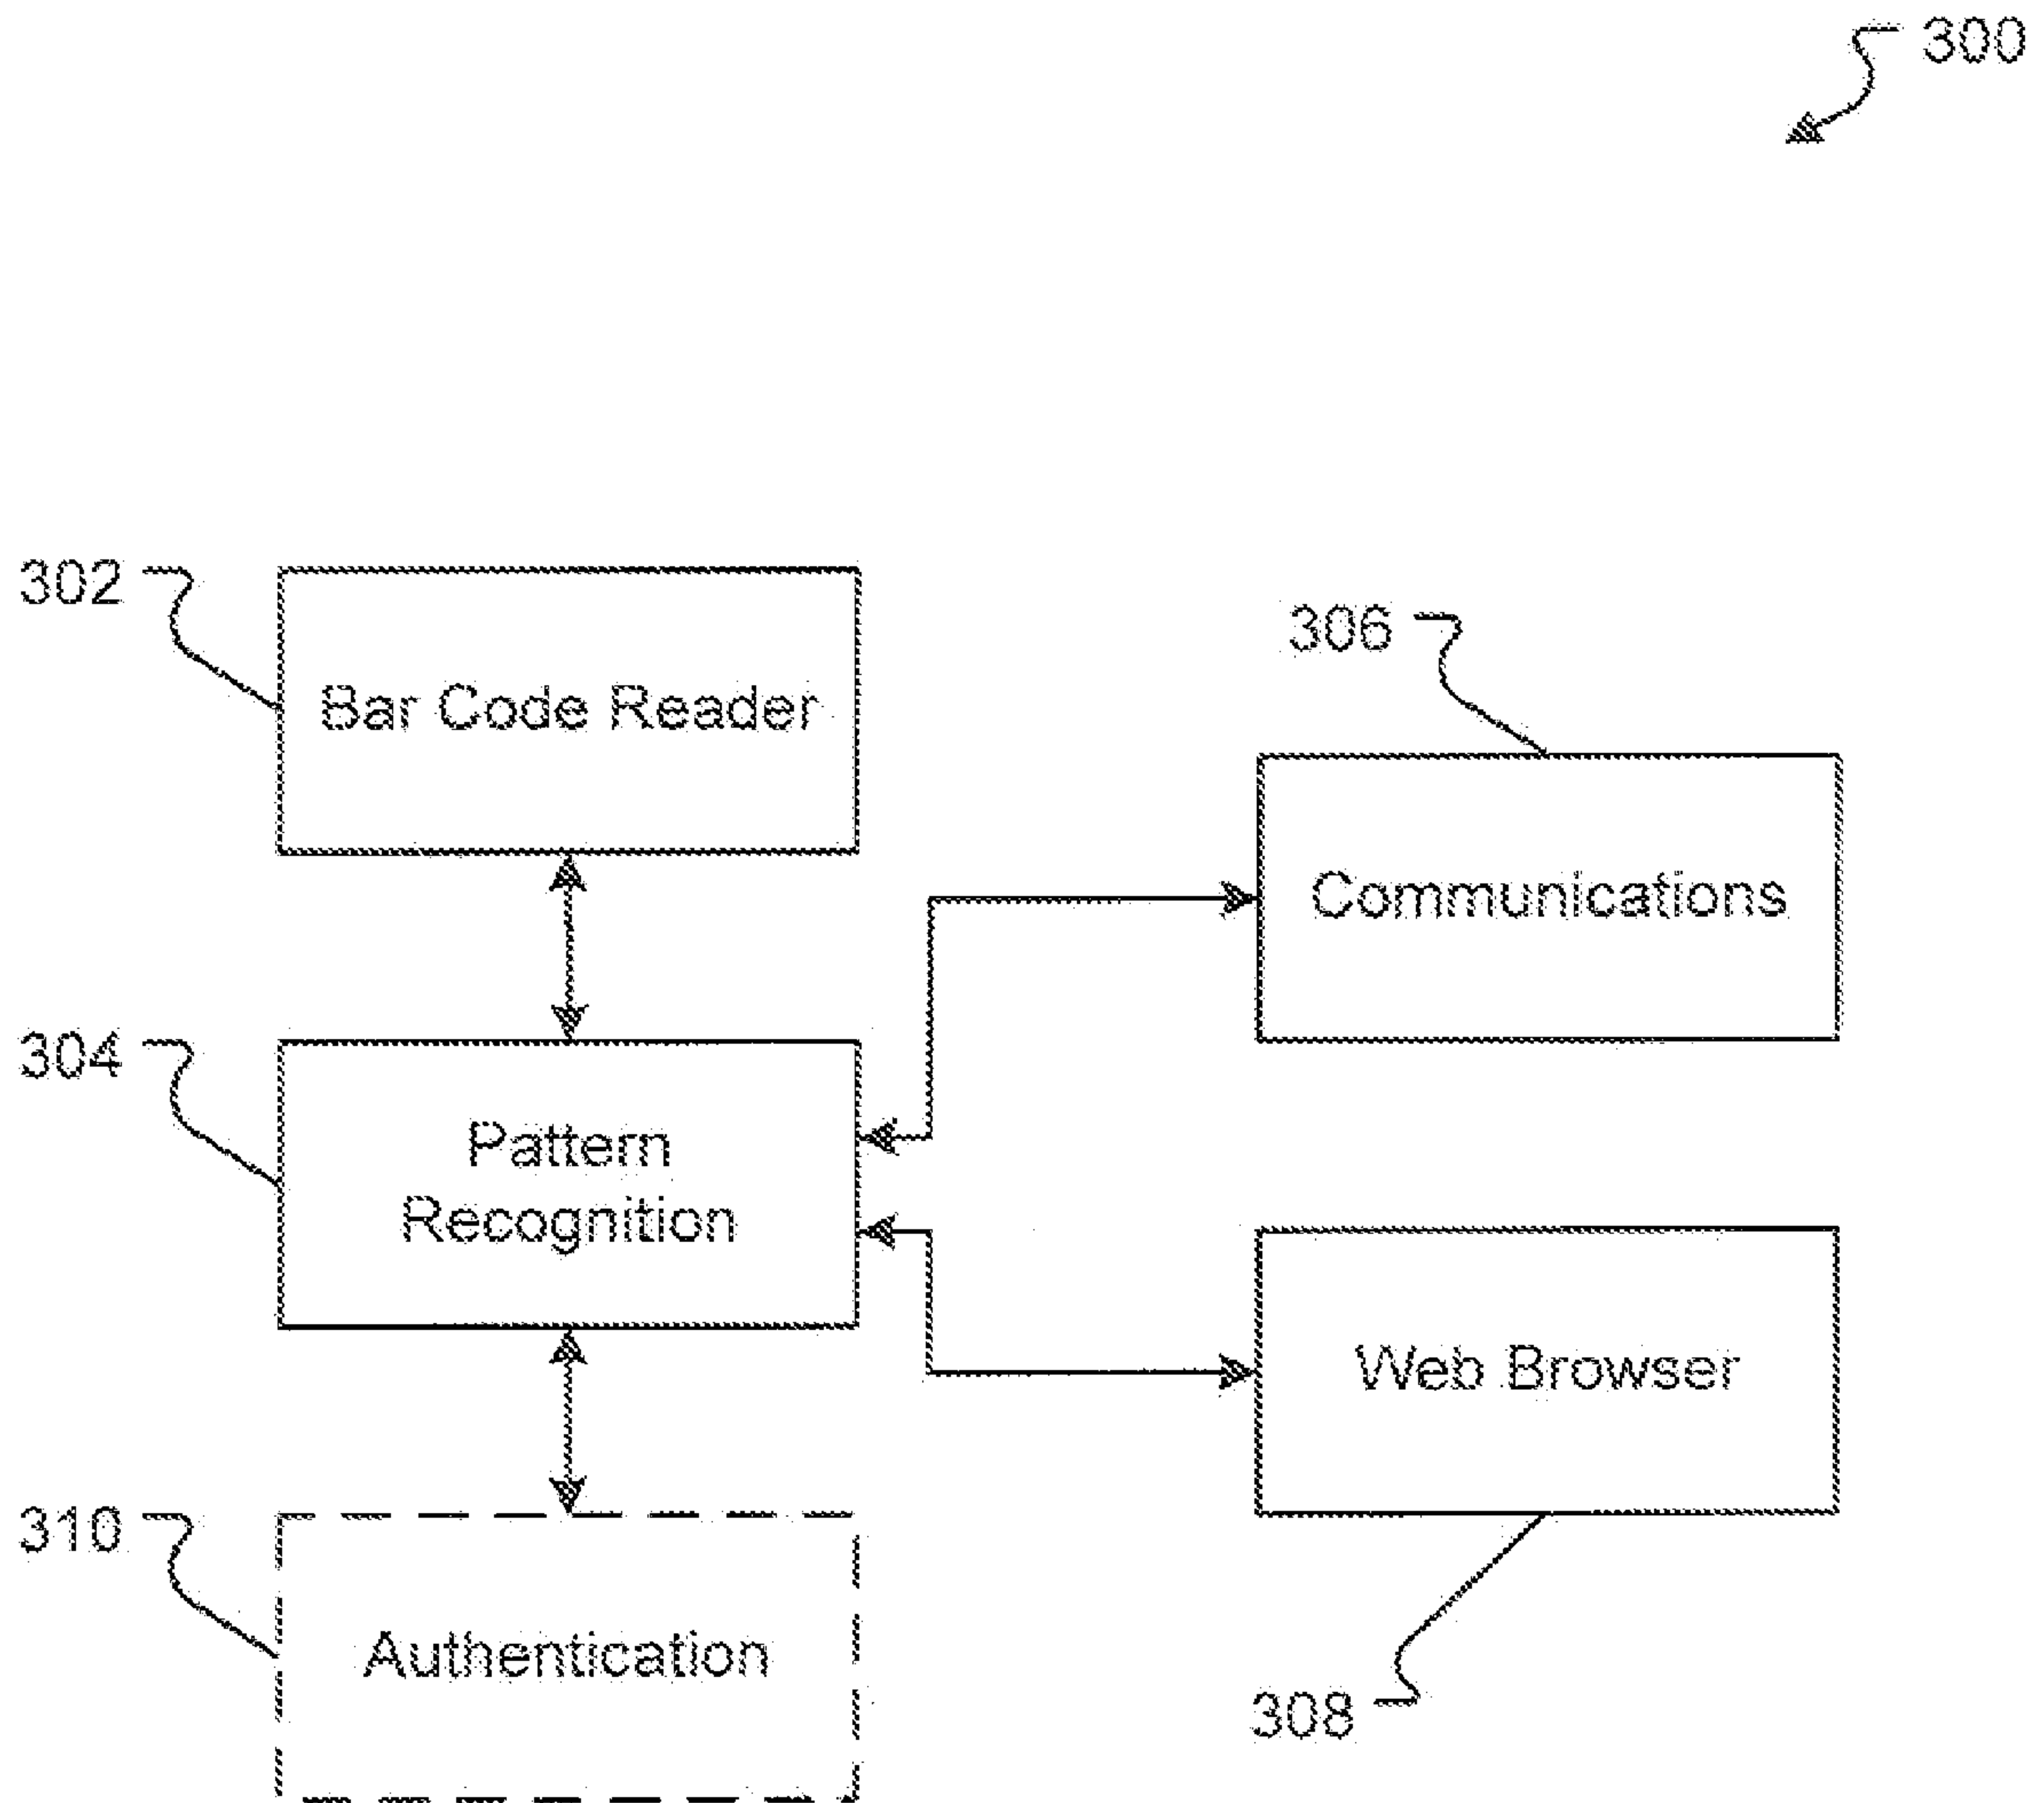 300
302
Bar Code Reader
306
Communications
304
Pattern
Recognition
Web Browser
310
Authentication
308